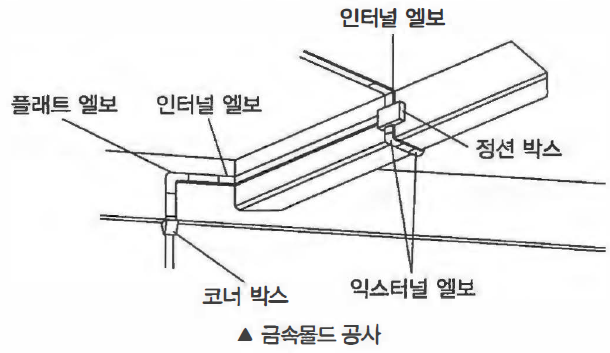 인터널 엘보
플래트 엘보
인터널 엘보
정션 박스
코너 박스
익스터널 엘보
▲ 금속몰드 공사